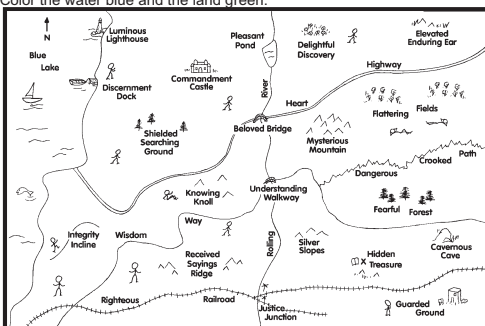 Color the water blue and the land green.
N
Luminous
Lighthouse
Blue
Lake
Discernment
Dock
Commandment
Castle
Pleasant
Pond
Delightful
Discovery
Elevated
Enduring Ear
Highway
River
Heart
Flattering Fields
Beloved Bridge
Shielded
Searching
Ground
Mysterious
Mountain
Crooked Path
Dangerous
Knowing
Knoll
Understanding
Walkway
Fearful Forest
Way
Integrity
Incline
Wisdom
Rolling
Silver
Slopes
Cavernous
Cave
Received
Sayings
Ridge
Hidden
X Treasure
Righteous
Railroad
Justice
Junction
Guarded
Ground